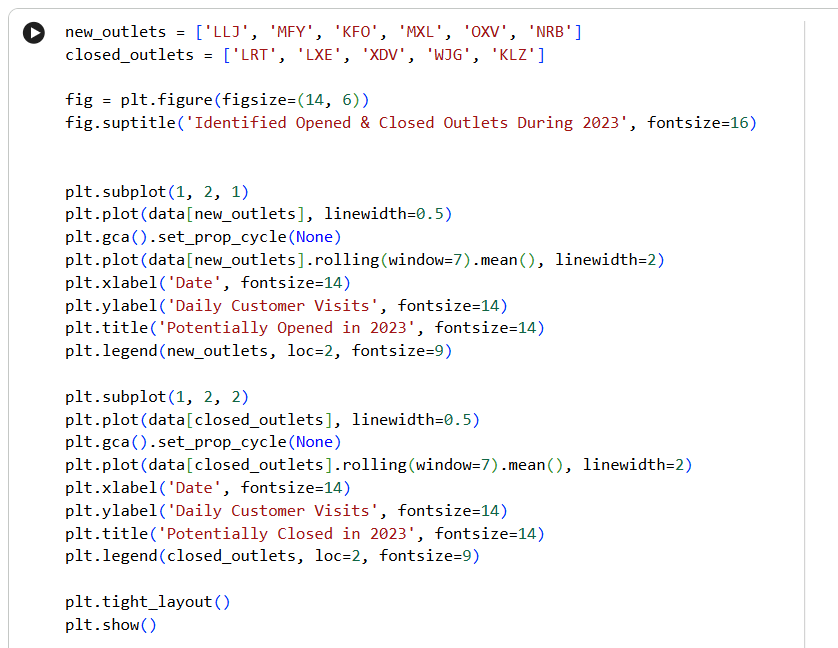 new_outlets = ['LLJ', 'MFY', 'KFO', 'MXL', 'OXV', 'NRB']
closed_outlets = ['LRT', 'LXE', 'XDV', 'WJG', 'KLZ']
fig = plt.figure(figsize=(14, 6))
fig.suptitle('Identified Opened & Closed Outlets During 2023', fontsize=16)
plt.subplot(1, 2, 1)
plt.plot(data[new_outlets], linewidth=0.5)
plt.gca().set_prop_cycle(None)
plt.plot(data[new_outlets].rolling(window=7).mean(), linewidth=2)
plt.xlabel('Date', fontsize=14)
plt.ylabel('Daily Customer Visits', fontsize=14)
plt.title('Potentially Opened in 2023', fontsize=14)
plt.legend(new_outlets, loc=2, fontsize=9)
plt.subplot(1, 2, 2)
plt.plot(data[closed_outlets], linewidth=0.5)
plt.gca().set_prop_cycle(None)
plt.plot(data[closed_outlets].rolling(window=7).mean(), linewidth=2)
plt.xlabel('Date', fontsize=14)
plt.ylabel('Daily Customer Visits', fontsize=14)
plt.title('Potentially Closed in 2023', fontsize=14)
plt.legend(closed_outlets, loc=2, fontsize=9)
plt.tight_layout()
plt.show()